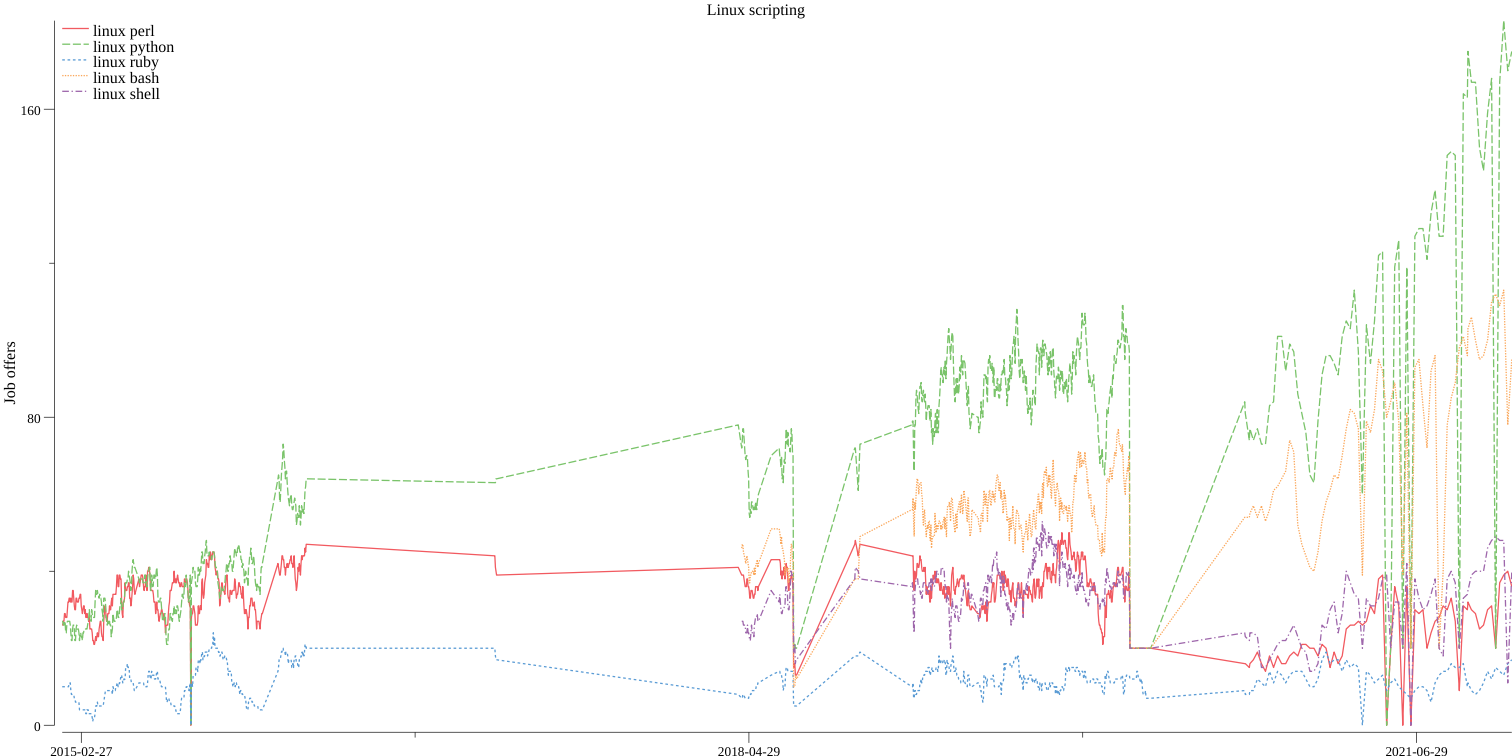 Linux scripting
linux perl
linux python
linux ruby
linux bash
linux shell
160
Job offers
80
0
2015-02-27
2018-04-29
2021-06-29